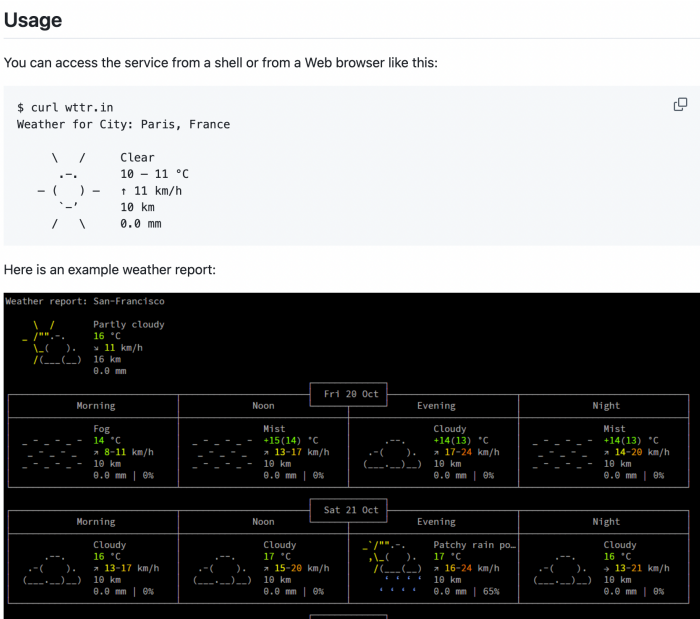 Usage
You can access the service from a shell or from a Web browser like this:
$ curl wttr.in
Weather for City: Paris, France
\   /     Clear
.-.      10 – 11 °C
― (   ) ―   ↑ 11 km/h
`-’      10 km
/   \     0.0 mm
Here is an example weather report:
Weather report: San-Francisco
\  /      Partly cloudy
_ /"".-.    16 °C
\_(   ).  ↘ 11 km/h
/(___(__) 16 km
0.0 mm
Fri 20 Oct
Morning Noon Evening Night
Fog Mist Cloudy Mist
14 °C +15(14) °C +14(13) °C +14(13) °C
↗ 8-11 km/h ↗ 13-17 km/h ↗ 17-24 km/h ↗ 14-20 km/h
10 km 10 km 10 km 10 km
0.0 mm | 0% 0.0 mm | 0% 0.0 mm | 0% 0.0 mm | 0%
Sat 21 Oct
Morning Noon Evening Night
Cloudy Cloudy Patchy rain po… Cloudy
16 °C 17 °C 17 °C 16 °C
↗ 13-17 km/h ↗ 15-20 km/h ↗ 16-24 km/h → 13-21 km/h
10 km 10 km 10 km 10 km
0.0 mm | 0% 0.0 mm | 0% 0.0 mm | 65% 0.0 mm | 0%